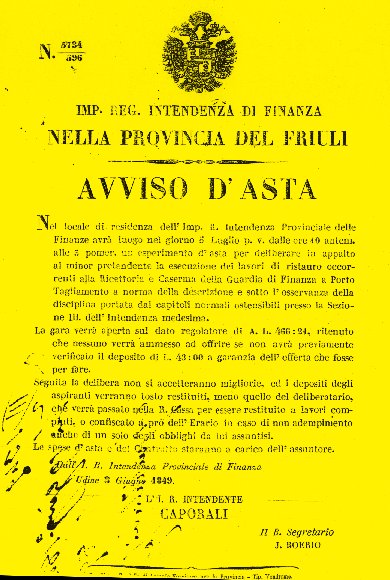 N. 5724/896
IMP. REG. INTENDENZA DI FINANZA
NELLA PROVINCIA DEL FRIULI
AVVISO D'ASTA
Nel locale di residenza dell'Imp. R. Intendenza Provinciale delle
Finanze avrà luogo nel giorno 5 Luglio p. v. dalle ore 10 antem.
alle 3 pomer. un esperimento d'asta per deliberare in appalto
al minor pretendente la esecuzione dei lavori di ristauro occor-
renti alla Ricettoria e Caserma della Guardia di Finanza a Porto
Tagliamento a norma della descrizione e sotto l'osservanza della
disciplina portata dai capitoli normali ostensibili presso la Sezio-
ne III. dell'Intendenza medesima.
La gara verrà aperta sul dato regolatore di A. L. 466:24, ritenuto
che nessuno verrà ammesso ad offrire se non avrà previamente
verificato il deposito di L. 43:00 a garanzia dell'offerta che fosse
per fare.
Seguita la delibera non si accetteranno migliorie, ed i depositi degli
aspiranti verranno tosto restituiti, meno quello del deliberatario,
che verrà passato nella R. Cassa per essere restituito a lavori com-
piuti, o confiscato a prò dell'Erario in caso di non adempimento
anche di un solo degli obblighi da lui assuntisi.
Le spese d'asta e del Contratto staranno a carico dell'assuntore.
Dall'I. R. Intendenza Provinciale di Finanza
Udine 2 Giugno 1849.
L'I. R. INTENDENTE
CAPORALI
Il R. Segretario
J. BOERIO